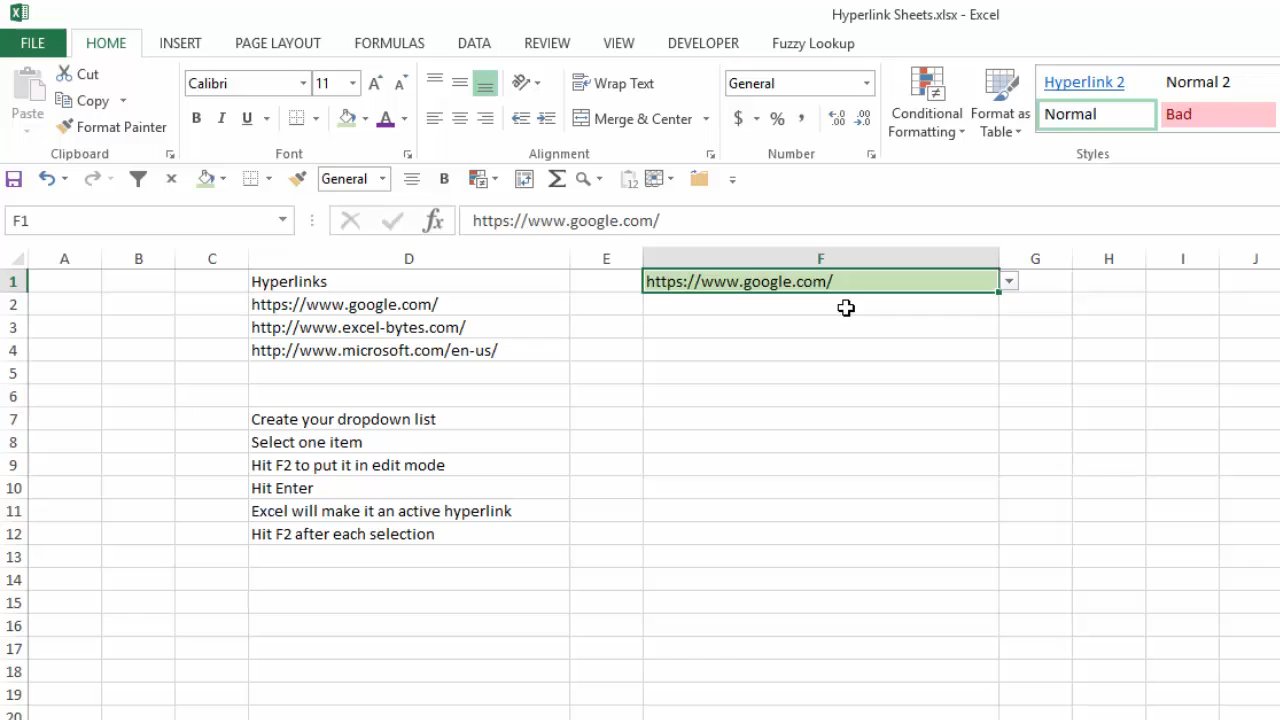 Hyperlink Sheets.xlsx - Excel
FILE HOME INSERT PAGE LAYOUT FORMULAS DATA REVIEW VIEW DEVELOPER Fuzzy Lookup
Paste
Cut
Copy
Format Painter
Clipboard
Calibri 11
B I U
Font
Wrap Text
Merge & Center
Alignment
General
$ % ,
Number
Conditional Formatting
Format as Table
Hyperlink 2 Normal 2
Normal Bad
Styles
General B 12
F1 fx https://www.google.com/
A B C D E F G H I J
1 Hyperlinks https://www.google.com/
2 https://www.google.com/
3 http://www.excel-bytes.com/
4 http://www.microsoft.com/en-us/
5
6
7 Create your dropdown list
8 Select one item
9 Hit F2 to put it in edit mode
10 Hit Enter
11 Excel will make it an active hyperlink
12 Hit F2 after each selection
13
14
15
16
17
18
19
20